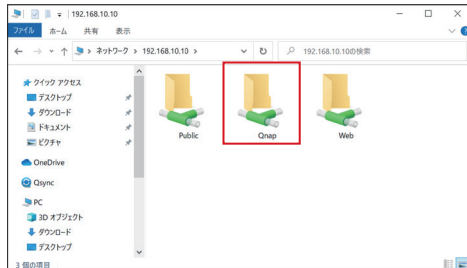 192.168.10.10
ファイル ホーム 共有 表示
ネットワーク > 192.168.10.10 >
192.168.10.10の検索
クイック アクセス
デスクトップ
ダウンロード
ドキュメント
ピクチャ
OneDrive
Qsync
PC
3D オブジェクト
ダウンロード
デスクトップ
Public
Qnap
Web
3 個の項目